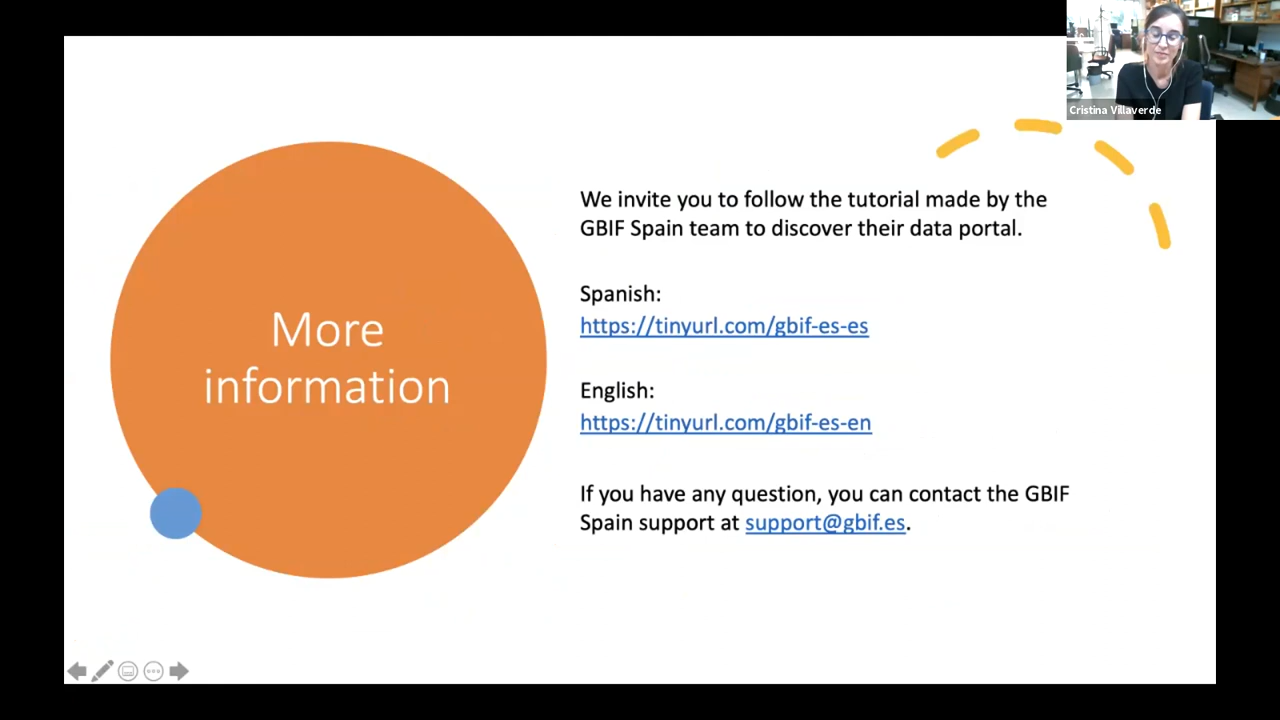 Cristina Villaverde
More
information
We invite you to follow the tutorial made by the
GBIF Spain team to discover their data portal.
Spanish:
https://tinyurl.com/gbif-es-es
English:
https://tinyurl.com/gbif-es-en
If you have any question, you can contact the GBIF
Spain support at support@gbif.es.